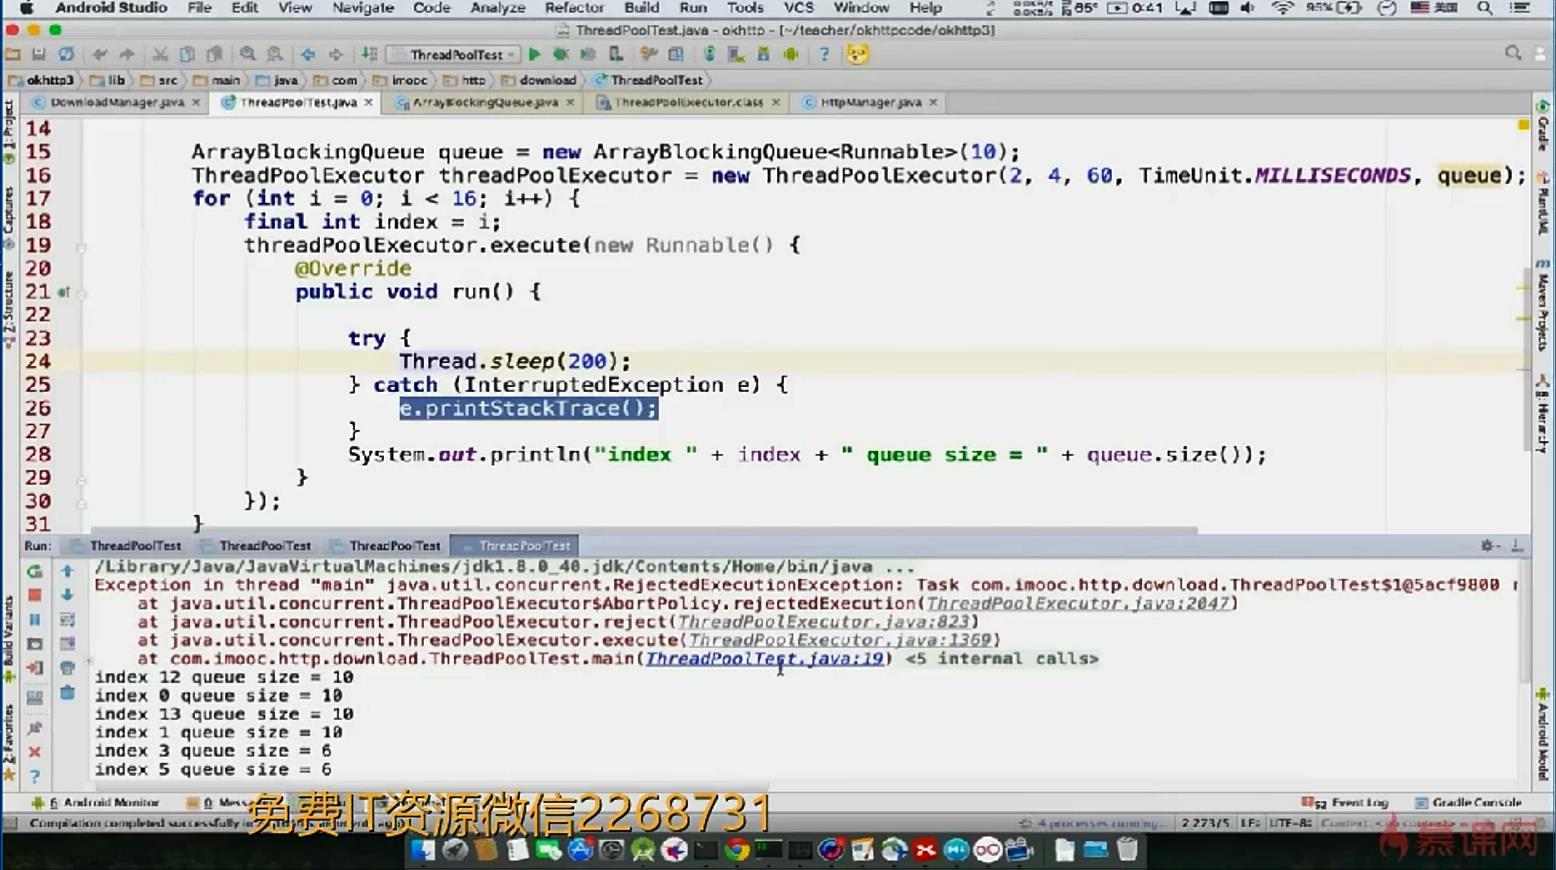 Android Studio File Edit View Navigate Code Analyze Refactor Build Run Tools VCS Window Help 85° 0:41 95%
ThreadPoolTest.java - okhttp - [~/teacher/okhttpcode/okhttp3]
ThreadPoolTest
okhttp3 lib src main java com imooc http download ThreadPoolTest
DownloadManager.java ThreadPoolTest.java ArrayBlockingQueue.java ThreadPoolExecutor.class HttpManager.java
14
15 ArrayBlockingQueue queue = new ArrayBlockingQueue<Runnable>(10);
16 ThreadPoolExecutor threadPoolExecutor = new ThreadPoolExecutor(2, 4, 60, TimeUnit.MILLISECONDS, queue);
17 for (int i = 0; i < 16; i++) {
18 final int index = i;
19 threadPoolExecutor.execute(new Runnable() {
20 @Override
21 public void run() {
22
23 try {
24 Thread.sleep(200);
25 } catch (InterruptedException e) {
26 e.printStackTrace();
27 }
28 System.out.println("index " + index + " queue size = " + queue.size());
29 }
30 });
31 }
Run: ThreadPoolTest ThreadPoolTest ThreadPoolTest ThreadPoolTest
/Library/Java/JavaVirtualMachines/jdk1.8.0_40.jdk/Contents/Home/bin/java ...
Exception in thread "main" java.util.concurrent.RejectedExecutionException: Task com.imooc.http.download.ThreadPoolTest$1@5acf9800 r
at java.util.concurrent.ThreadPoolExecutor$AbortPolicy.rejectedExecution(ThreadPoolExecutor.java:2047)
at java.util.concurrent.ThreadPoolExecutor.reject(ThreadPoolExecutor.java:823)
at java.util.concurrent.ThreadPoolExecutor.execute(ThreadPoolExecutor.java:1369)
at com.imooc.http.download.ThreadPoolTest.main(ThreadPoolTest.java:19) <5 internal calls>
index 12 queue size = 10
index 0 queue size = 10
index 13 queue size = 10
index 1 queue size = 10
index 3 queue size = 6
index 5 queue size = 6
1: Project
Captures
7: Structure
Build Variants
2: Favorites
Gradle
PlantUML
Maven Projects
8: Hierarchy
Android Model
6: Android Monitor 0: Mess Event Log Gradle Console
免费IT资源微信2268731
Compilation completed successfully in 4 processes running... 2 273/5 LF: UTF-8: Context: <no context>
慕课网